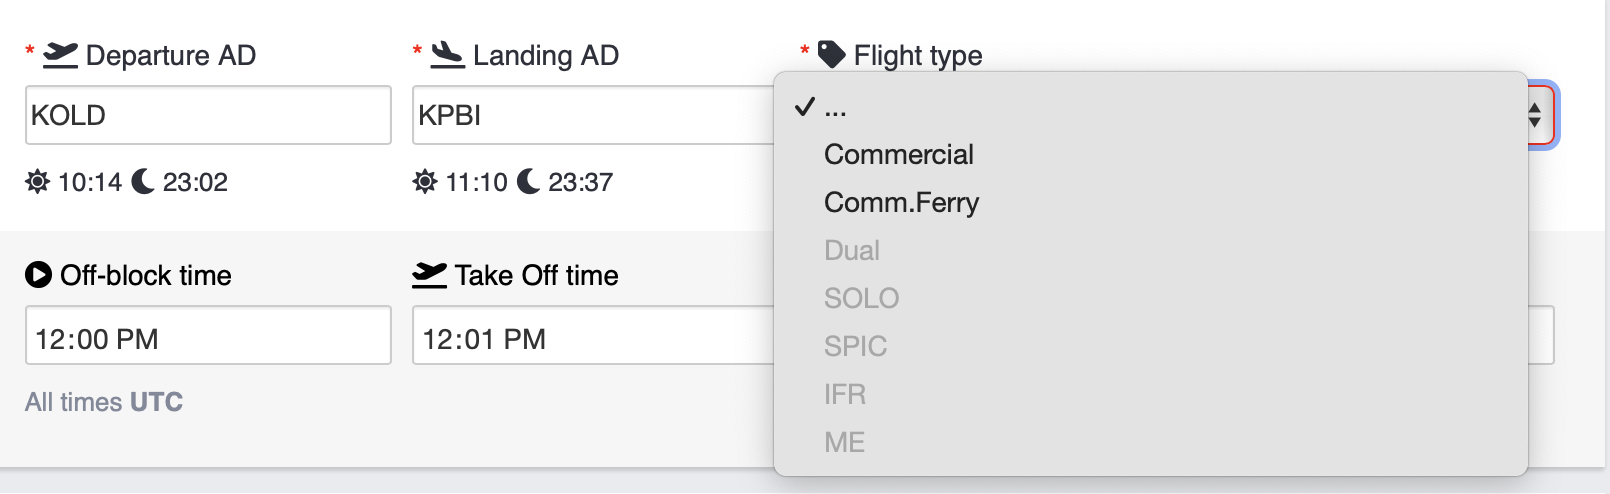 * Departure AD
* Landing AD
* Flight type
KOLD
KPBI
10:14 23:02
11:10 23:37
...
Commercial
Comm.Ferry
Dual
SOLO
SPIC
IFR
ME
Off-block time
Take Off time
12:00 PM
12:01 PM
All times UTC